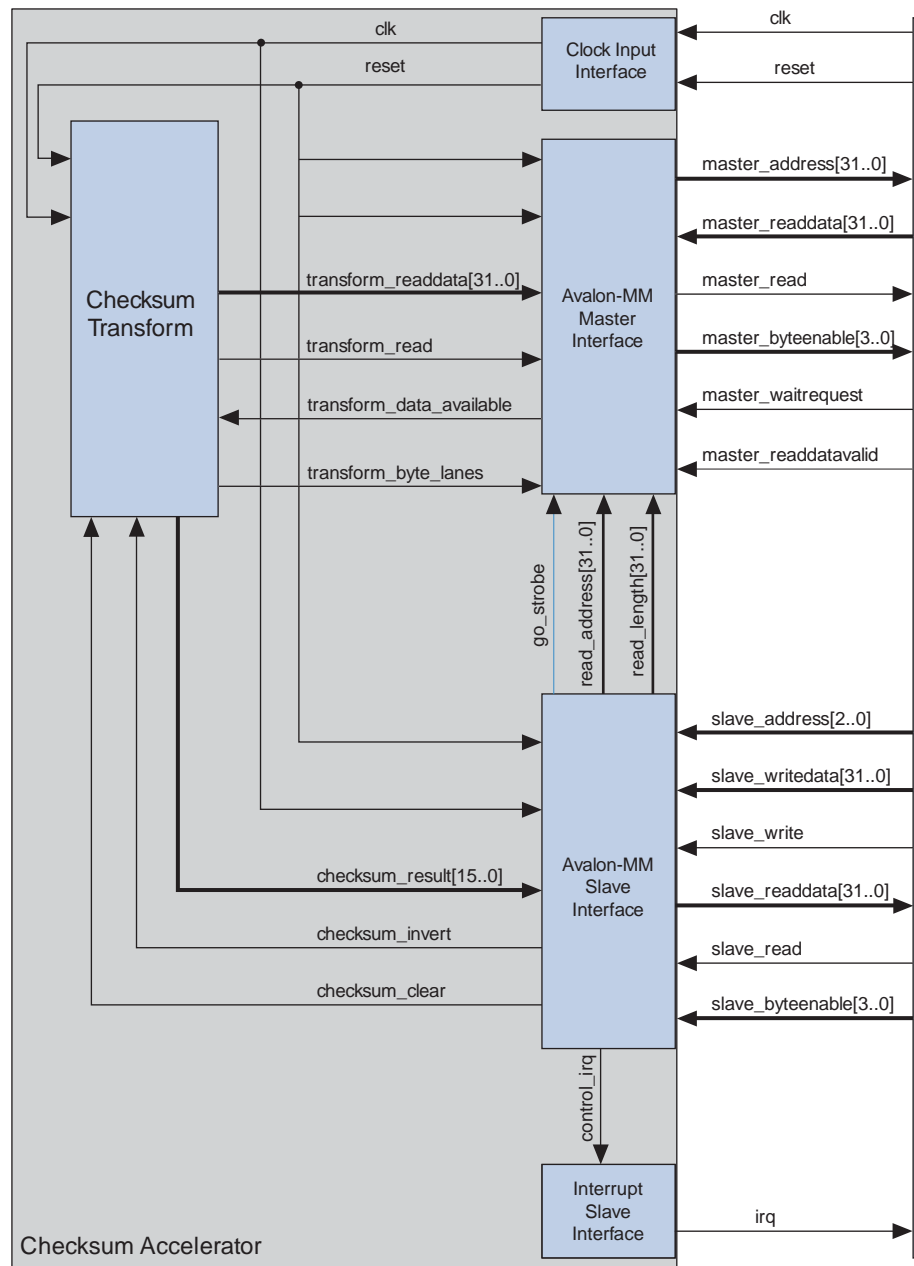 clk
clk
Clock Input
Interface
reset
reset
master_address[31..0]
master_readdata[31..0]
transform_readdata[31..0]
master_read
Checksum
Transform
Avalon-MM
Master
Interface
transform_read
master_byteenable[3..0]
transform_data_available
master_waitrequest
transform_byte_lanes
master_readdatavalid
go_strobe
read_address[31..0]
read_length[31..0]
slave_address[2..0]
slave_writedata[31..0]
slave_write
checksum_result[15..0]
Avalon-MM
Slave
Interface
slave_readdata[31..0]
checksum_invert
slave_read
checksum_clear
slave_byteenable[3..0]
control_irq
Interrupt
Slave
Interface
irq
Checksum Accelerator